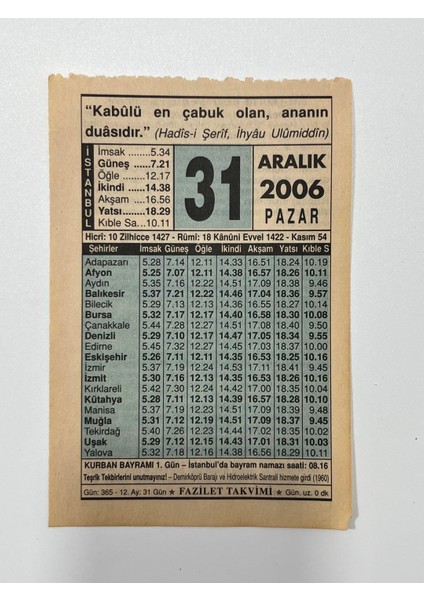 “Kabûlü en çabuk olan, ananın
duâsıdır.” (Hadîs-i Şerîf, İhyâu Ulûmiddîn)
İSTANBUL
İmsak ........5.34
Güneş ......7.21
Öğle ........12.17
İkindi ......14.38
Akşam ....16.56
Yatsı.......18.29
Kıble Sa...10.11
31
ARALIK
2006
PAZAR
Hicrî: 10 Zilhicce 1427 - Rûmî: 18 Kânûni Evvel 1422 - Kasım 54
Şehirler İmsak Güneş Öğle İkindi Akşam Yatsı Kıble S
Adapazarı 5.28 7.14 12.11 14.33 16.51 18.24 10.19
Afyon 5.25 7.07 12.11 14.38 16.57 18.26 10.11
Aydın 5.35 7.16 12.22 14.51 17.09 18.38 9.46
Balıkesir 5.37 7.21 12.22 14.46 17.04 18.36 9.57
Bilecik 5.29 7.13 12.13 14.36 16.55 18.27 10.14
Bursa 5.32 7.17 12.17 14.40 16.58 18.30 10.08
Çanakkale 5.44 7.28 12.27 14.51 17.08 18.40 9.50
Denizli 5.29 7.10 12.17 14.47 17.05 18.34 9.55
Edirne 5.45 7.32 12.27 14.45 17.03 18.37 10.00
Eskişehir 5.26 7.11 12.11 14.35 16.53 18.25 10.16
İzmir 5.37 7.19 12.24 14.53 17.11 18.41 9.45
İzmit 5.30 7.16 12.13 14.35 16.53 18.26 10.16
Kırklareli 5.42 7.30 12.24 14.42 17.00 18.35 10.04
Kütahya 5.28 7.11 12.13 14.39 16.57 18.28 10.10
Manisa 5.37 7.19 12.23 14.51 17.09 18.39 9.48
Muğla 5.31 7.12 12.19 14.51 17.09 18.37 9.45
Tekirdağ 5.40 7.26 12.23 14.44 17.02 18.35 10.02
Uşak 5.29 7.12 12.15 14.43 17.01 18.31 10.03
Yalova 5.32 7.18 12.16 14.38 16.56 18.29 10.11
KURBAN BAYRAMI 1. Gün – İstanbul'da bayram namazı saati: 08.16
Teşrîk Tekbirlerini unutmayınız! – Demirköprü Barajı ve Hidroelektrik Santrali hizmete girdi (1960)
Gün: 365 - 12. Ay: 31 Gün ★ FAZİLET TAKVİMİ ★ Gün. uz. 0 dk